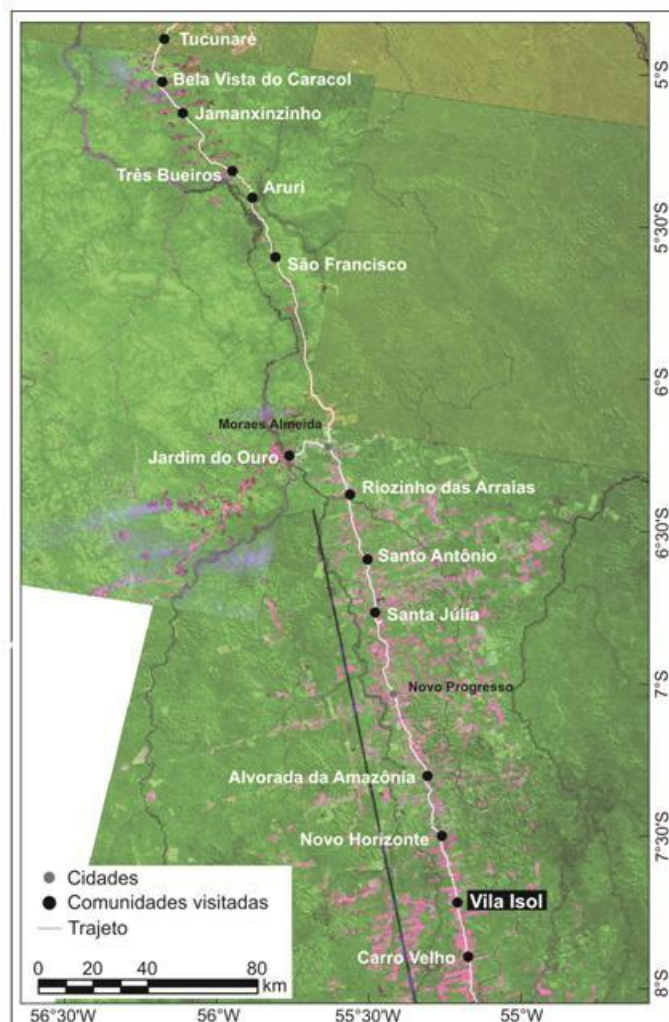 Tucunaré
5°S
Bela Vista do Caracol
Jamanxinzinho
Três Bueiros
Aruri
5°30'S
São Francisco
6°S
Moraes Almeida
Jardim do Ouro
Riozinho das Arraias
6°30'S
Santo Antônio
Santa Júlia
7°S
Novo Progresso
Alvorada da Amazônia
7°30'S
Novo Horizonte
Cidades
Comunidades visitadas
Vila Isol
Trajeto
Carro Velho
0 20 40 80
km
8°S
56°30'W 56°W 55°30'W 55°W